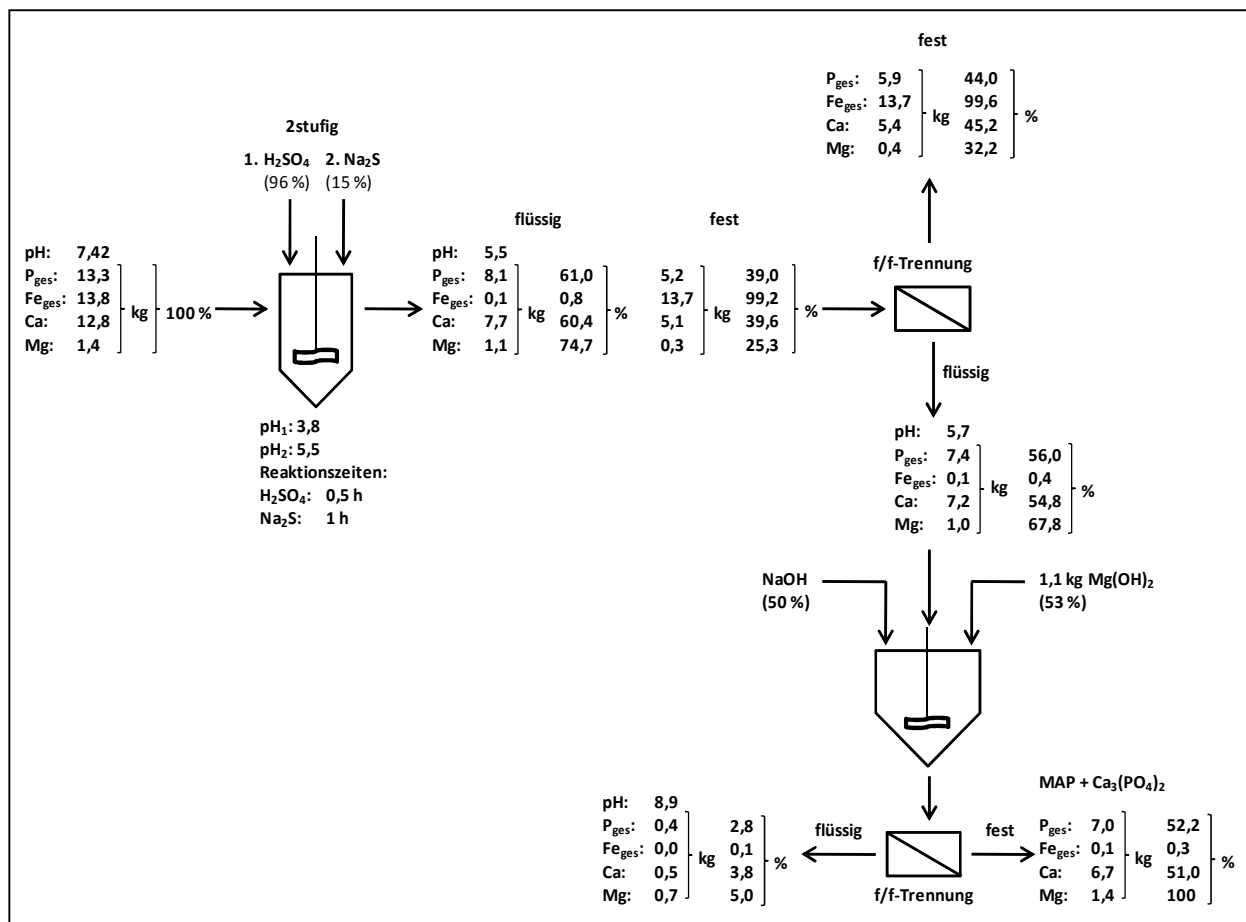 fest
P_ges: 5,9 kg 44,0 %
Fe_ges: 13,7 99,6
Ca: 5,4 45,2
Mg: 0,4 32,2
2stufig
1. H₂SO₄ 2. Na₂S
(96 %) (15 %)
pH: 7,42
P_ges: 13,3
Fe_ges: 13,8
Ca: 12,8 kg 100 %
Mg: 1,4
pH₁: 3,8
pH₂: 5,5
Reaktionszeiten:
H₂SO₄: 0,5 h
Na₂S: 1 h
flüssig fest
pH: 5,5
P_ges: 8,1 61,0 5,2 39,0
Fe_ges: 0,1 kg 0,8 % 13,7 kg 99,2 %
Ca: 7,7 60,4 5,1 39,6
Mg: 1,1 74,7 0,3 25,3
f/f-Trennung
flüssig
pH: 5,7
P_ges: 7,4 56,0
Fe_ges: 0,1 kg 0,4 %
Ca: 7,2 54,8
Mg: 1,0 67,8
NaOH
(50 %)
1,1 kg Mg(OH)₂
(53 %)
pH: 8,9
P_ges: 0,4 2,8
Fe_ges: 0,0 kg 0,1 %
Ca: 0,5 3,8
Mg: 0,7 5,0
flüssig
f/f-Trennung
fest
MAP + Ca₃(PO₄)₂
P_ges: 7,0 52,2
Fe_ges: 0,1 kg 0,3 %
Ca: 6,7 51,0
Mg: 1,4 100